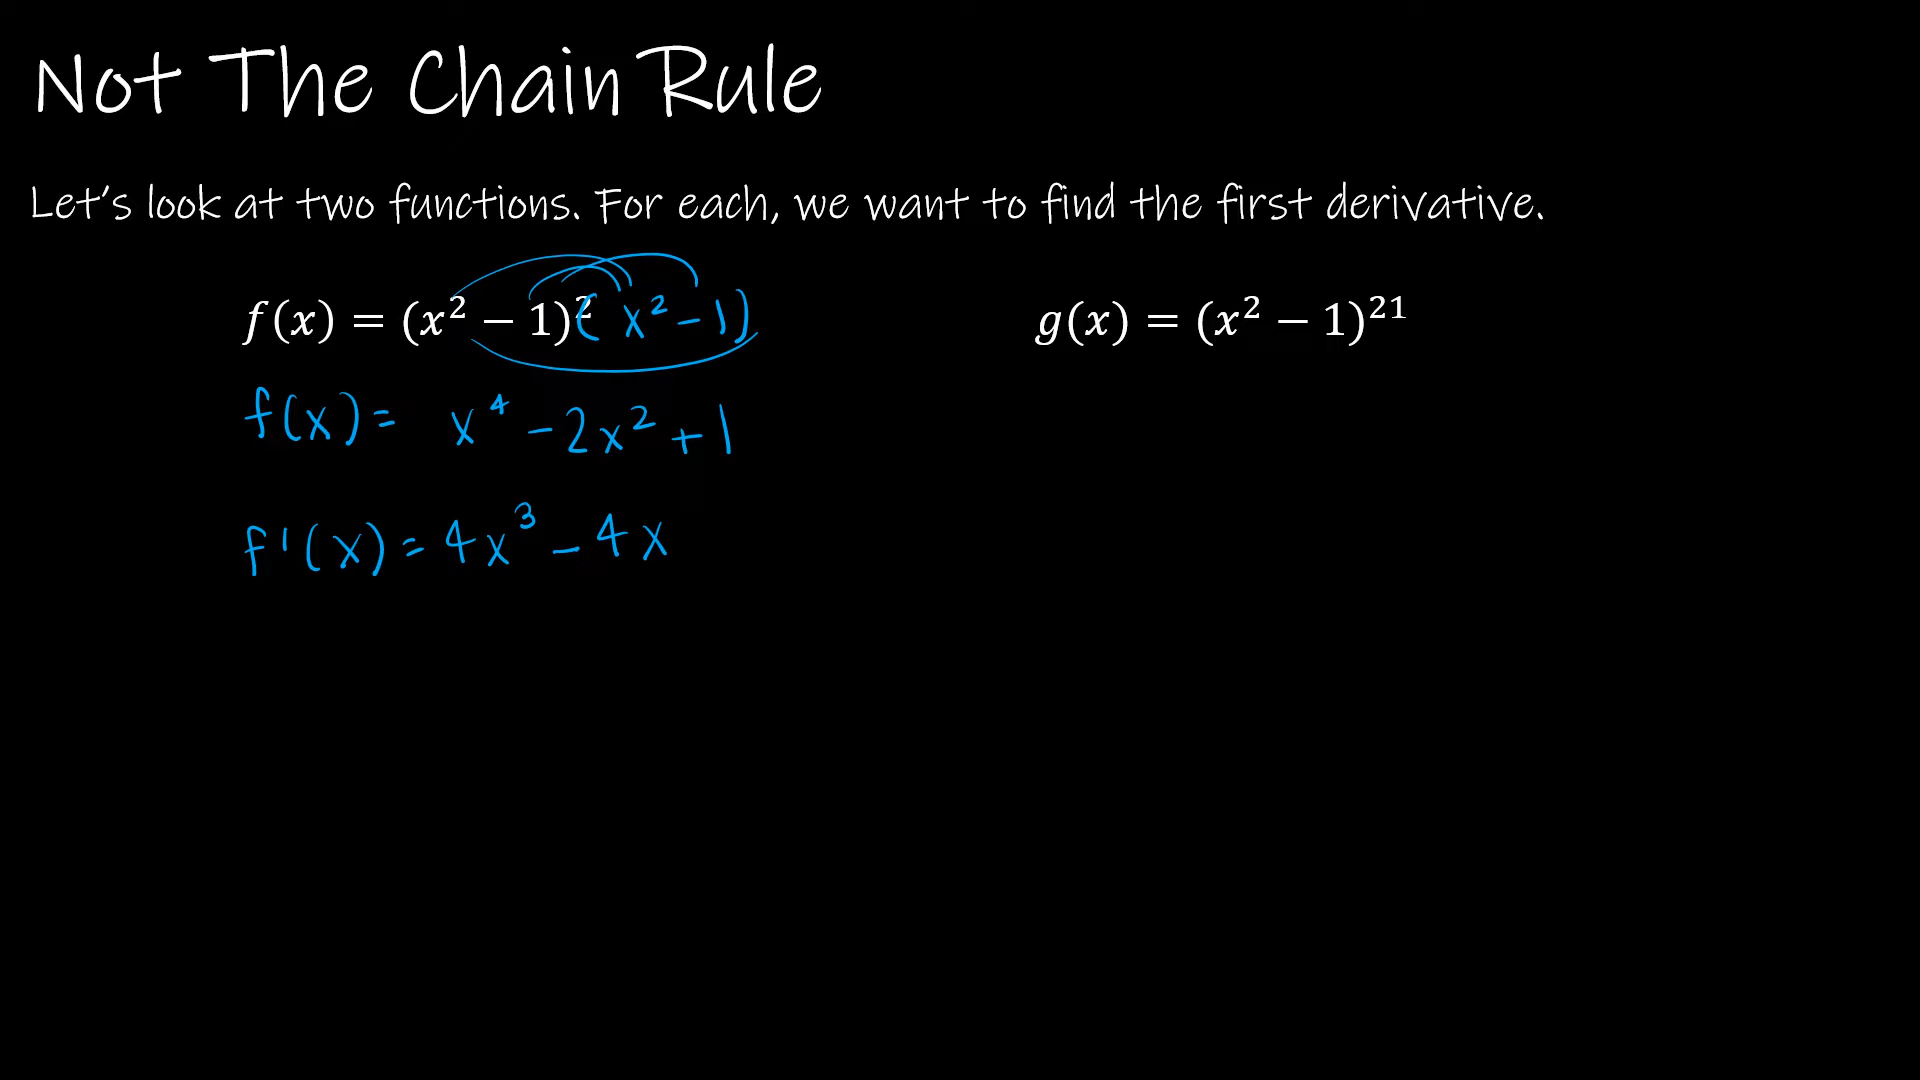 Not The Chain Rule
Let's look at two functions. For each, we want to find the first derivative.
f(x) = (x² − 1)²(x² − 1)
g(x) = (x² − 1)²¹
f(x) = x⁴ − 2x² + 1
f'(x) = 4x³ − 4x